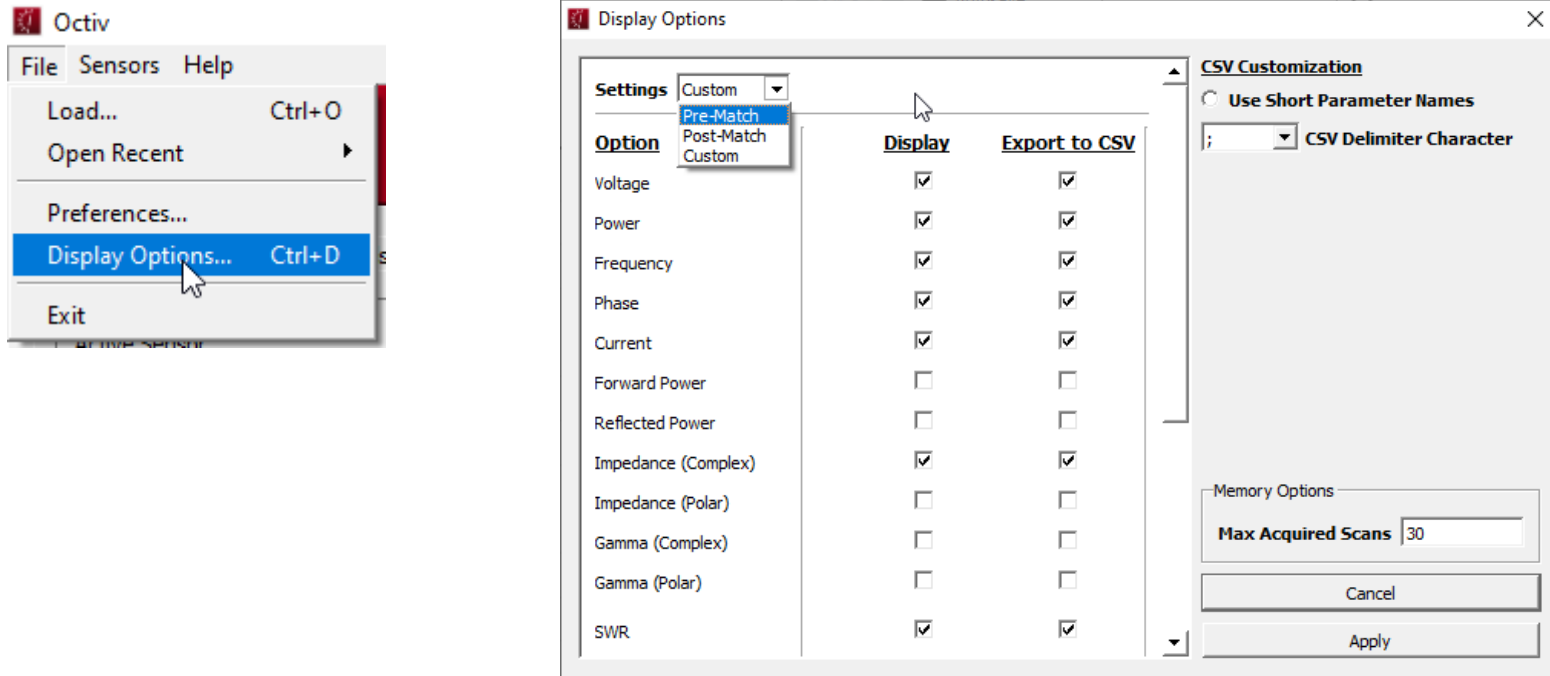 Octiv
File Sensors Help
Load... Ctrl+O
Open Recent
Preferences...
Display Options... Ctrl+D
Exit
Active Sensor
Display Options
Settings Custom
Pre-Match
Post-Match
Custom
Option Display Export to CSV
Voltage
Power
Frequency
Phase
Current
Forward Power
Reflected Power
Impedance (Complex)
Impedance (Polar)
Gamma (Complex)
Gamma (Polar)
SWR
CSV Customization
Use Short Parameter Names
; CSV Delimiter Character
Memory Options
Max Acquired Scans 30
Cancel
Apply